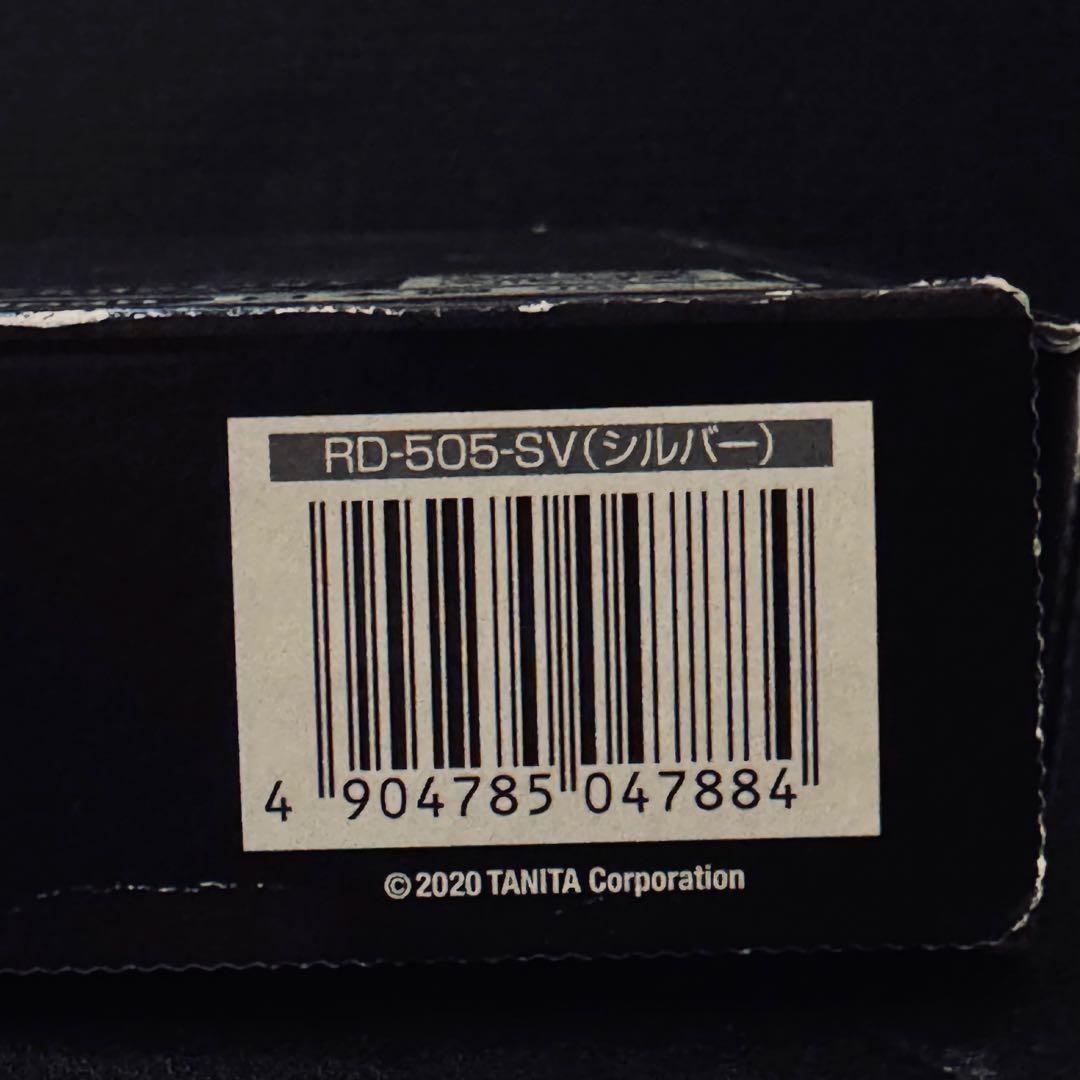 RD-505-SV(シルバー)
4 904785 047884
©2020 TANITA Corporation